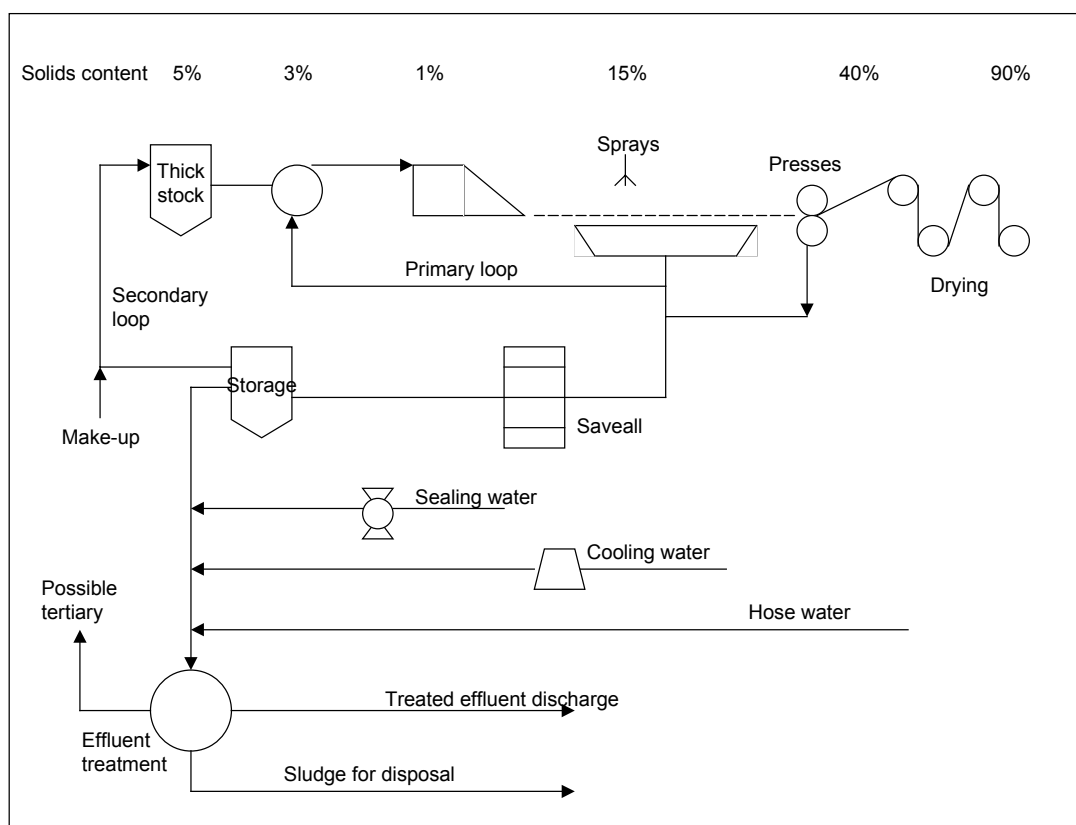 Solids content 5% 3% 1% 15% 40% 90%
Sprays
Presses
Thick
stock
Primary loop
Drying
Secondary
loop
Storage
Saveall
Make-up
Sealing water
Cooling water
Possible
tertiary
Hose water
Treated effluent discharge
Effluent
treatment
Sludge for disposal